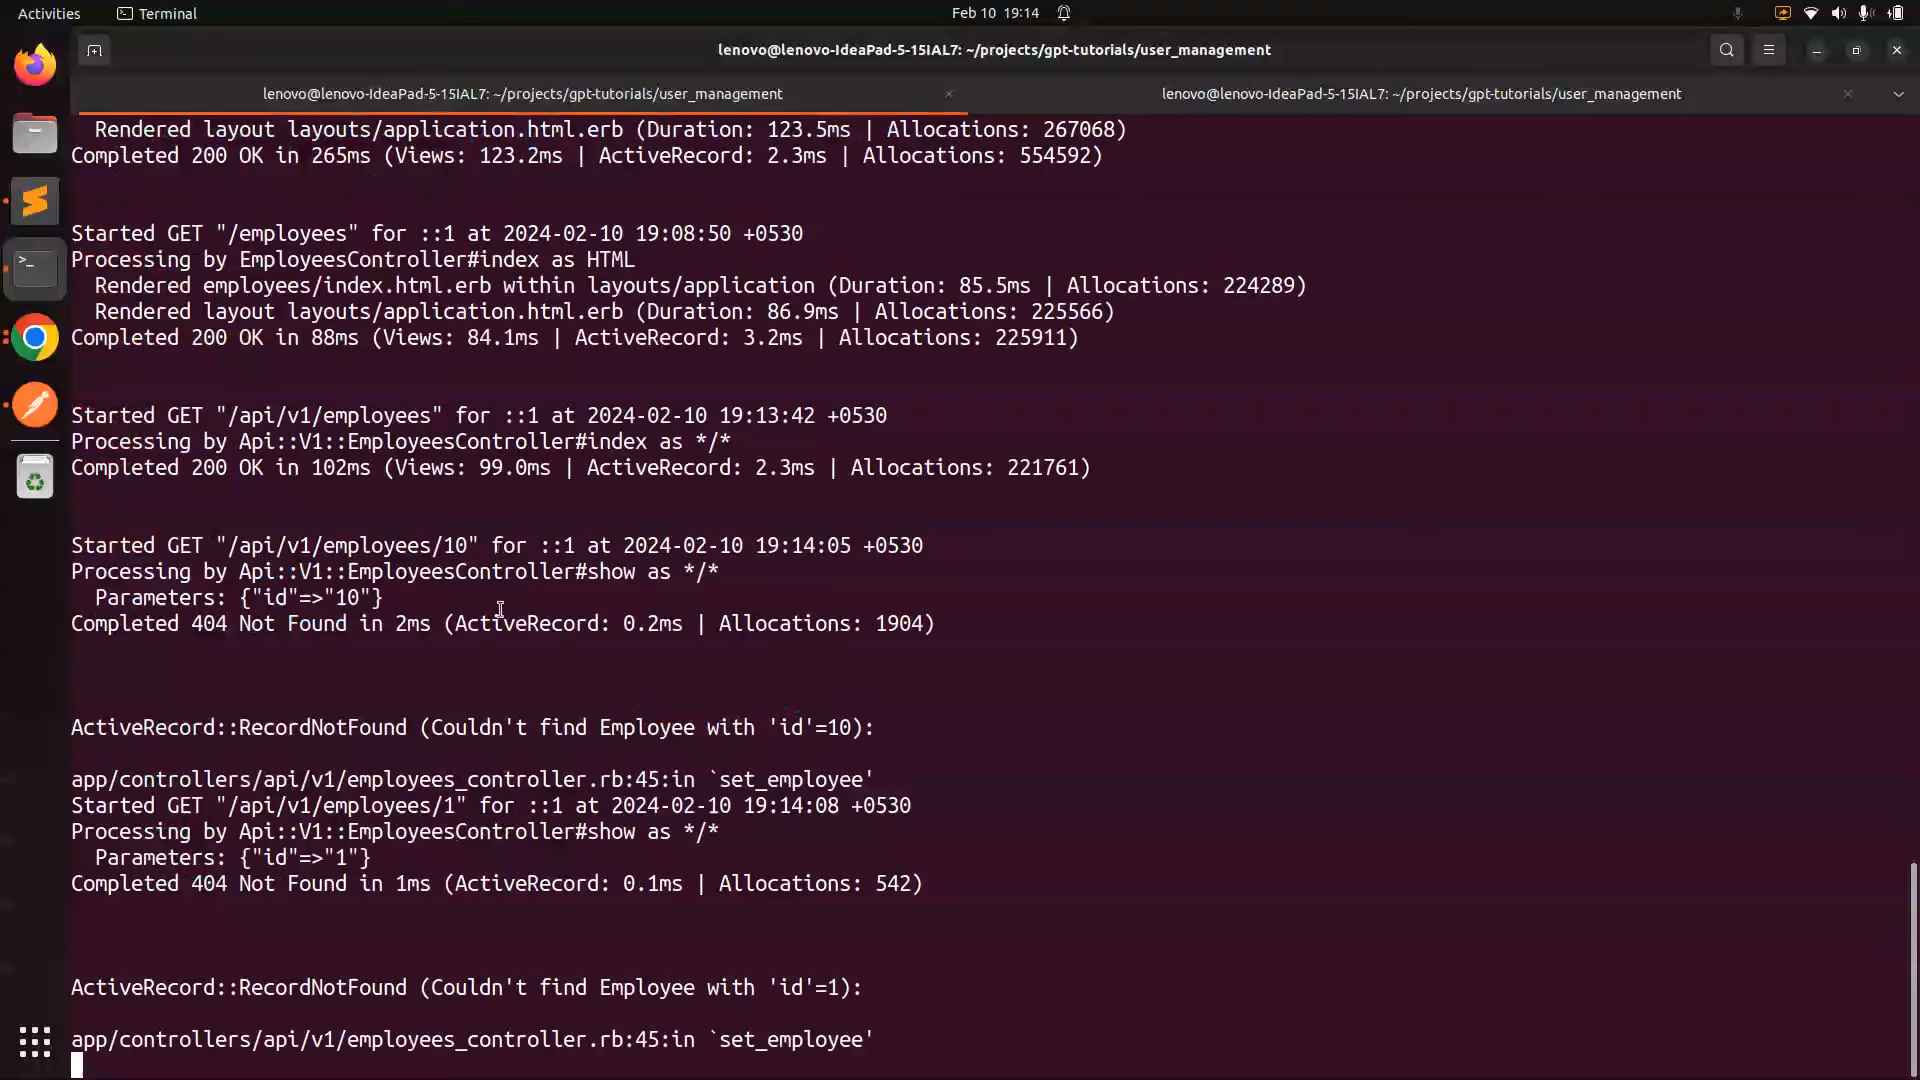 Activities
Terminal
Feb 10 19:14
lenovo@lenovo-IdeaPad-5-15IAL7: ~/projects/gpt-tutorials/user_management
lenovo@lenovo-IdeaPad-5-15IAL7: ~/projects/gpt-tutorials/user_management
lenovo@lenovo-IdeaPad-5-15IAL7: ~/projects/gpt-tutorials/user_management
Rendered layout layouts/application.html.erb (Duration: 123.5ms | Allocations: 267068)
Completed 200 OK in 265ms (Views: 123.2ms | ActiveRecord: 2.3ms | Allocations: 554592)
Started GET "/employees" for ::1 at 2024-02-10 19:08:50 +0530
Processing by EmployeesController#index as HTML
Rendered employees/index.html.erb within layouts/application (Duration: 85.5ms | Allocations: 224289)
Rendered layout layouts/application.html.erb (Duration: 86.9ms | Allocations: 225566)
Completed 200 OK in 88ms (Views: 84.1ms | ActiveRecord: 3.2ms | Allocations: 225911)
Started GET "/api/v1/employees" for ::1 at 2024-02-10 19:13:42 +0530
Processing by Api::V1::EmployeesController#index as */*
Completed 200 OK in 102ms (Views: 99.0ms | ActiveRecord: 2.3ms | Allocations: 221761)
Started GET "/api/v1/employees/10" for ::1 at 2024-02-10 19:14:05 +0530
Processing by Api::V1::EmployeesController#show as */*
Parameters: {"id"=>"10"}
Completed 404 Not Found in 2ms (ActiveRecord: 0.2ms | Allocations: 1904)
ActiveRecord::RecordNotFound (Couldn't find Employee with 'id'=10):
app/controllers/api/v1/employees_controller.rb:45:in `set_employee'
Started GET "/api/v1/employees/1" for ::1 at 2024-02-10 19:14:08 +0530
Processing by Api::V1::EmployeesController#show as */*
Parameters: {"id"=>"1"}
Completed 404 Not Found in 1ms (ActiveRecord: 0.1ms | Allocations: 542)
ActiveRecord::RecordNotFound (Couldn't find Employee with 'id'=1):
app/controllers/api/v1/employees_controller.rb:45:in `set_employee'